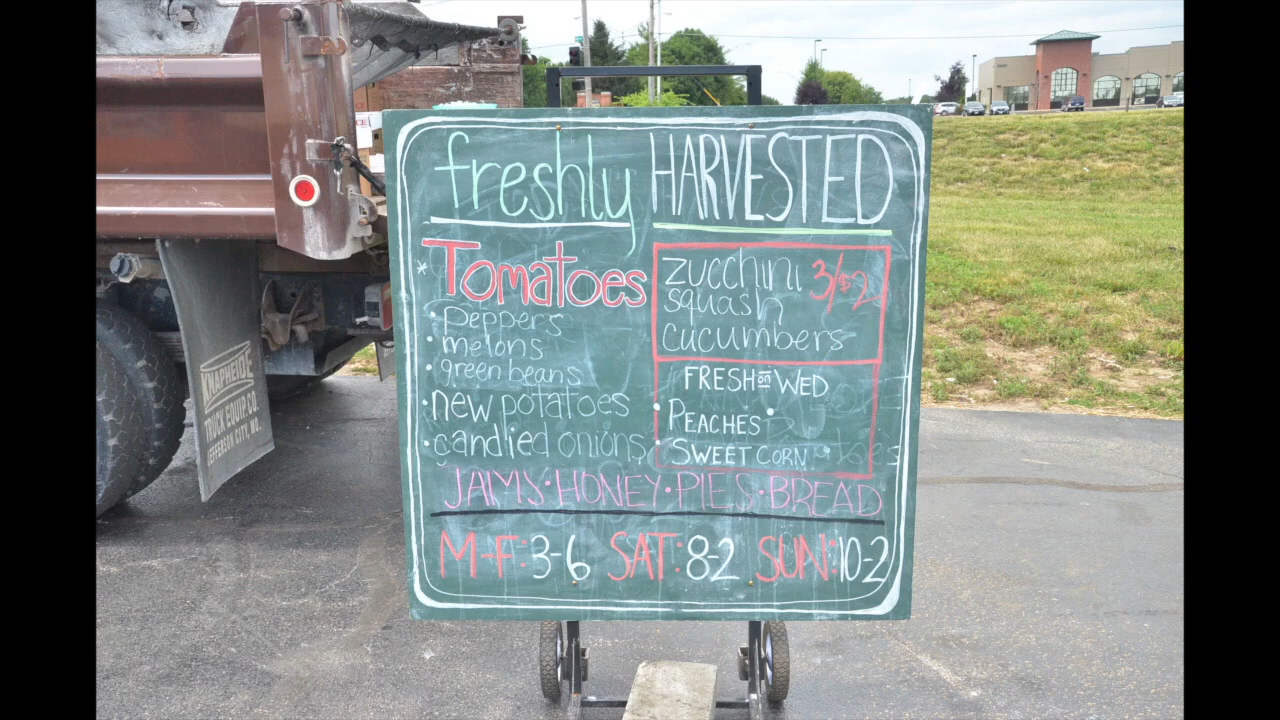 freshly HARVESTED
* Tomatoes
• peppers
• melons
• green beans
• new potatoes
• candied onions
zucchini 3/$2
squash
cucumbers
FRESH on WED
• PEACHES
• SWEET CORN
JAMS • HONEY • PIES • BREAD
M-F: 3-6 SAT: 8-2 SUN: 10-2
KNAPHEIDE
TRUCK EQUIP. CO.
JEFFERSON CITY, MO.